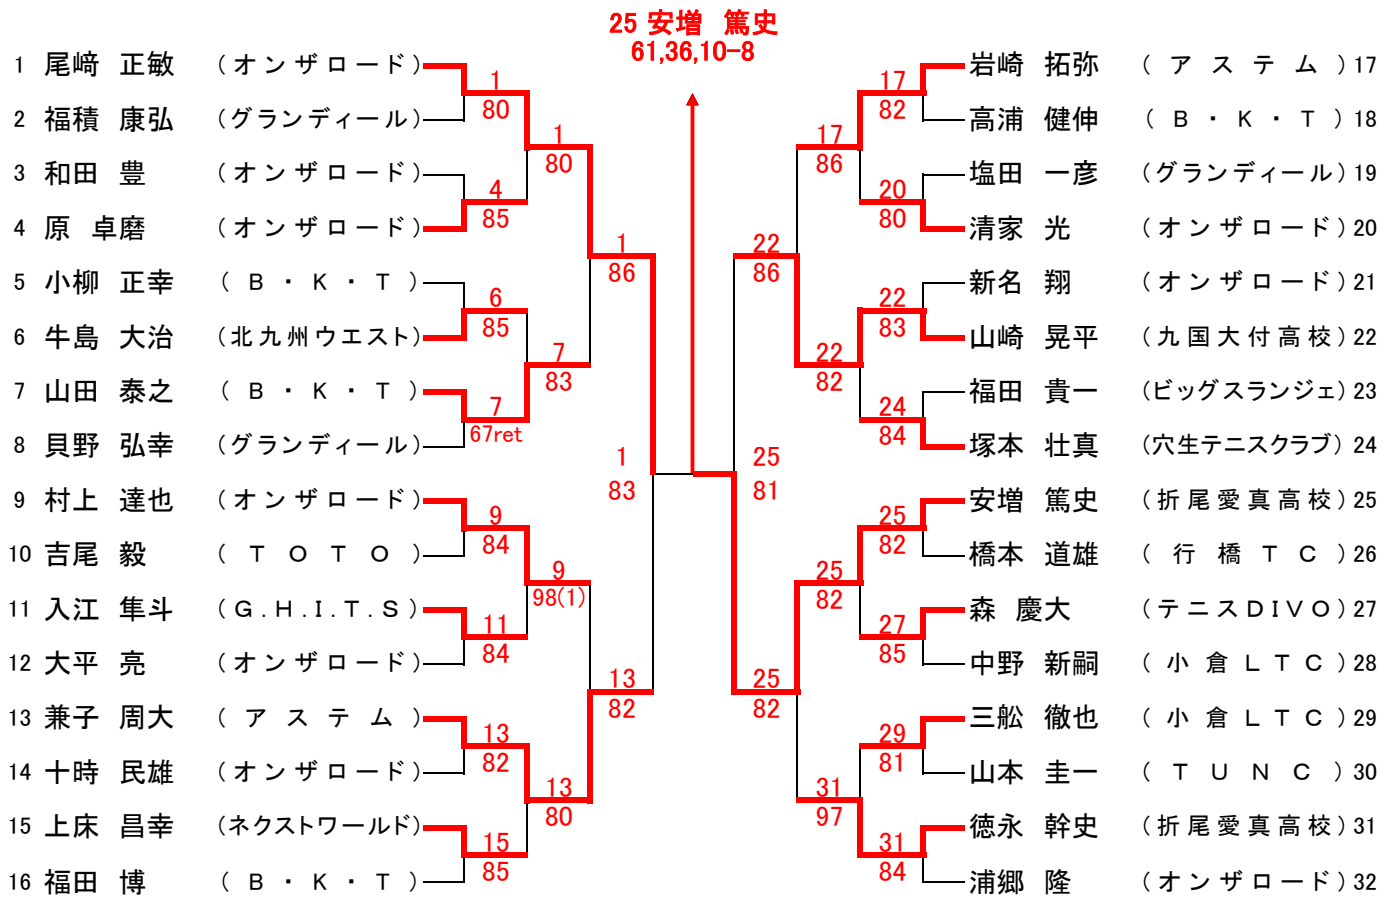 25 安増 篤史
61,36,10-8
1 尾﨑 正敏 (オンザロード)
2 福積 康弘 (グランディール)
3 和田 豊 (オンザロード)
4 原 卓磨 (オンザロード)
5 小柳 正幸 (B・K・T)
6 牛島 大治 (北九州ウエスト)
7 山田 泰之 (B・K・T)
8 貝野 弘幸 (グランディール)
9 村上 達也 (オンザロード)
10 吉尾 毅 (TOTO)
11 入江 隼斗 (G.H.I.T.S)
12 大平 亮 (オンザロード)
13 兼子 周大 (アステム)
14 十時 民雄 (オンザロード)
15 上床 昌幸 (ネクストワールド)
16 福田 博 (B・K・T)
1
80
4
85
6
85
7
67ret
9
84
11
84
13
82
15
85
1
80
7
83
9
98(1)
13
80
1
86
13
82
1
83
25
81
22
86
25
82
17
86
22
82
25
82
31
97
17
82
20
80
22
83
24
84
25
82
27
85
29
81
31
84
岩崎 拓弥 (アステム) 17
高浦 健伸 (B・K・T) 18
塩田 一彦 (グランディール) 19
清家 光 (オンザロード) 20
新名 翔 (オンザロード) 21
山崎 晃平 (九国大付高校) 22
福田 貴一 (ビッグスランジェ) 23
塚本 壮真 (穴生テニスクラブ) 24
安増 篤史 (折尾愛真高校) 25
橋本 道雄 (行橋TC) 26
森 慶大 (テニスDIVO) 27
中野 新嗣 (小倉LTC) 28
三舩 徹也 (小倉LTC) 29
山本 圭一 (TUNC) 30
徳永 幹史 (折尾愛真高校) 31
浦郷 隆 (オンザロード) 32